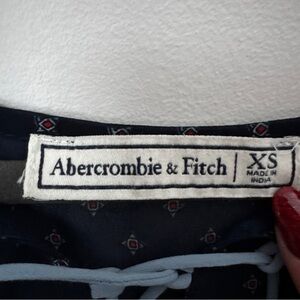 Abercrombie & Fitch | XS
MADE IN
INDIA